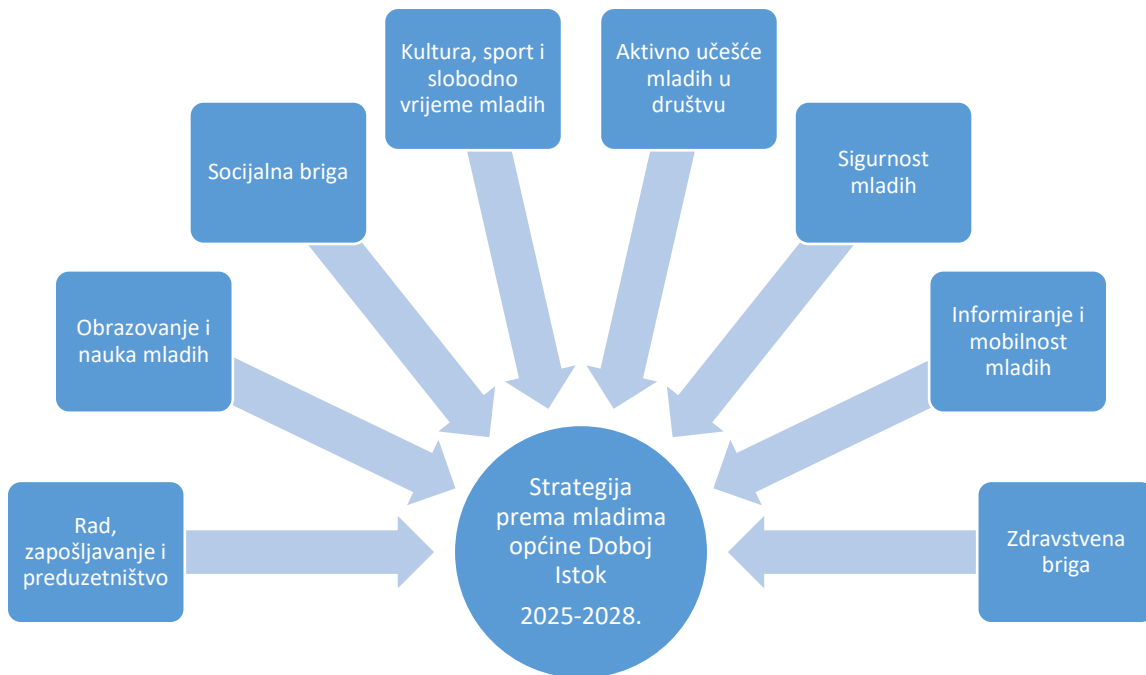 Kultura, sport i
slobodno
vrijeme mladih
Aktivno učešće
mladih u
društvu
Socijalna briga
Sigurnost
mladih
Obrazovanje i
nauka mladih
Informiranje i
mobilnost
mladih
Rad,
zapošljavanje i
preduzetništvo
Strategija
prema mladima
općine Doboj
Istok
2025-2028.
Zdravstvena
briga